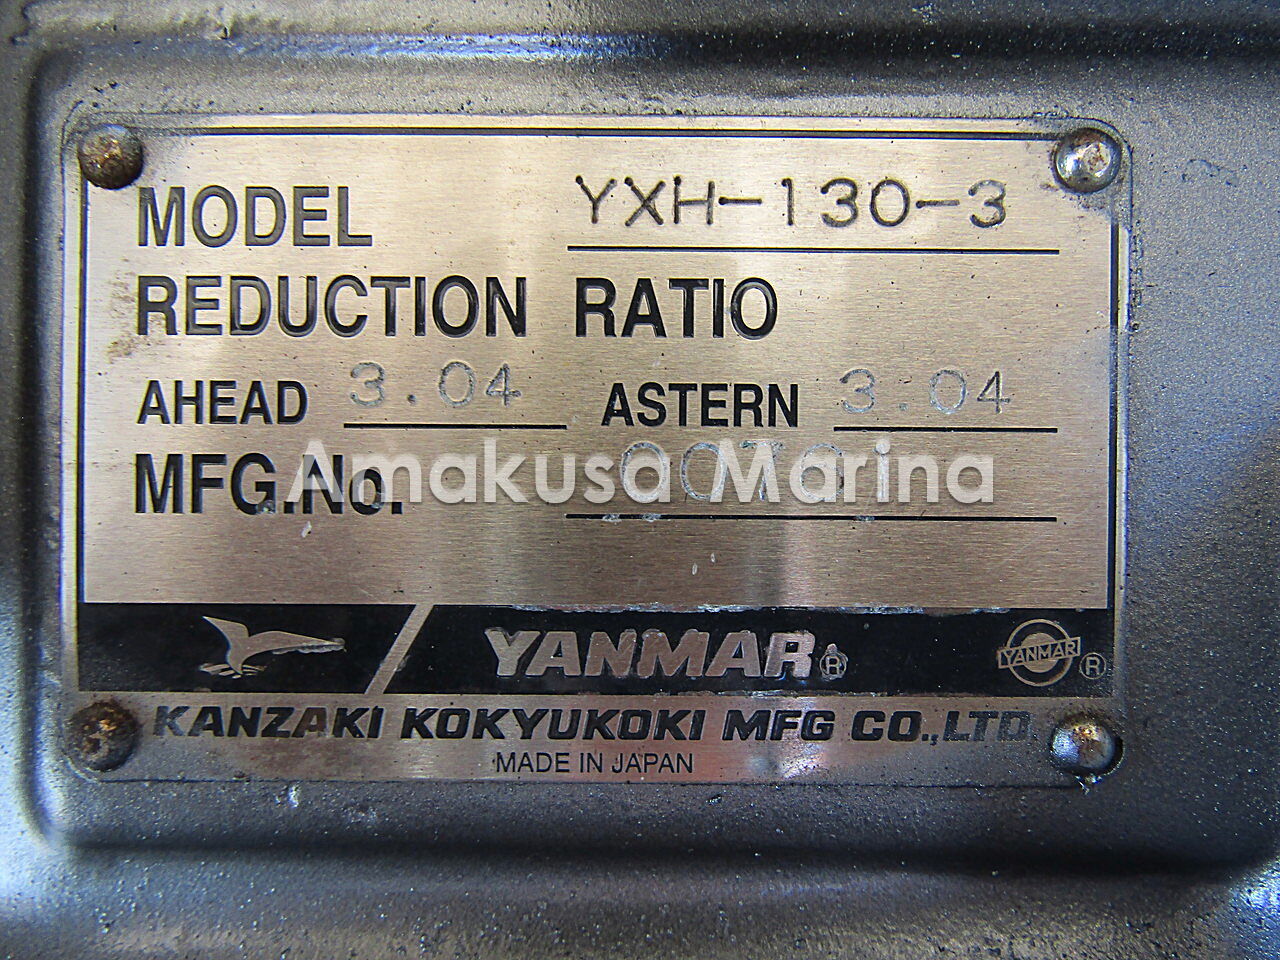 MODEL YXH-130-3
REDUCTION RATIO
AHEAD 3.04 ASTERN 3.04
MFG.No.
Amakusa Marina
YANMAR® YANMAR ®
KANZAKI KOKYUKOKI MFG CO.,LTD.
MADE IN JAPAN